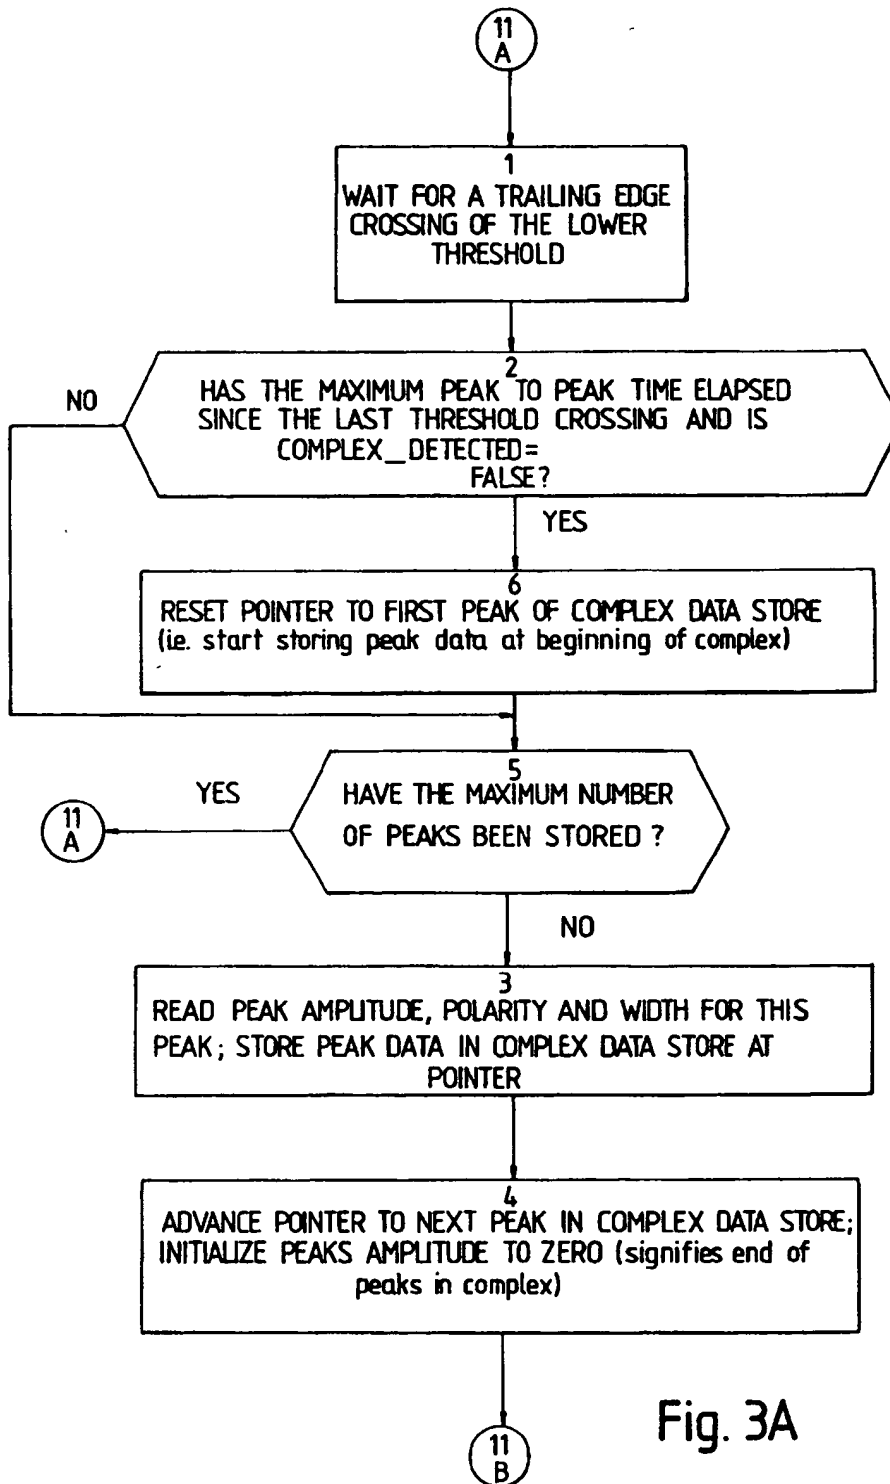 11
A
1
WAIT FOR A TRAILING EDGE
CROSSING OF THE LOWER
THRESHOLD
2
HAS THE MAXIMUM PEAK TO PEAK TIME ELAPSED
SINCE THE LAST THRESHOLD CROSSING AND IS
COMPLEX_DETECTED=
FALSE?
NO
YES
6
RESET POINTER TO FIRST PEAK OF COMPLEX DATA STORE
(ie. start storing peak data at beginning of complex)
5
HAVE THE MAXIMUM NUMBER
OF PEAKS BEEN STORED ?
YES
11
A
NO
3
READ PEAK AMPLITUDE, POLARITY AND WIDTH FOR THIS
PEAK; STORE PEAK DATA IN COMPLEX DATA STORE AT
POINTER
4
ADVANCE POINTER TO NEXT PEAK IN COMPLEX DATA STORE;
INITIALIZE PEAKS AMPLITUDE TO ZERO (signifies end of
peaks in complex)
11
B
Fig. 3A